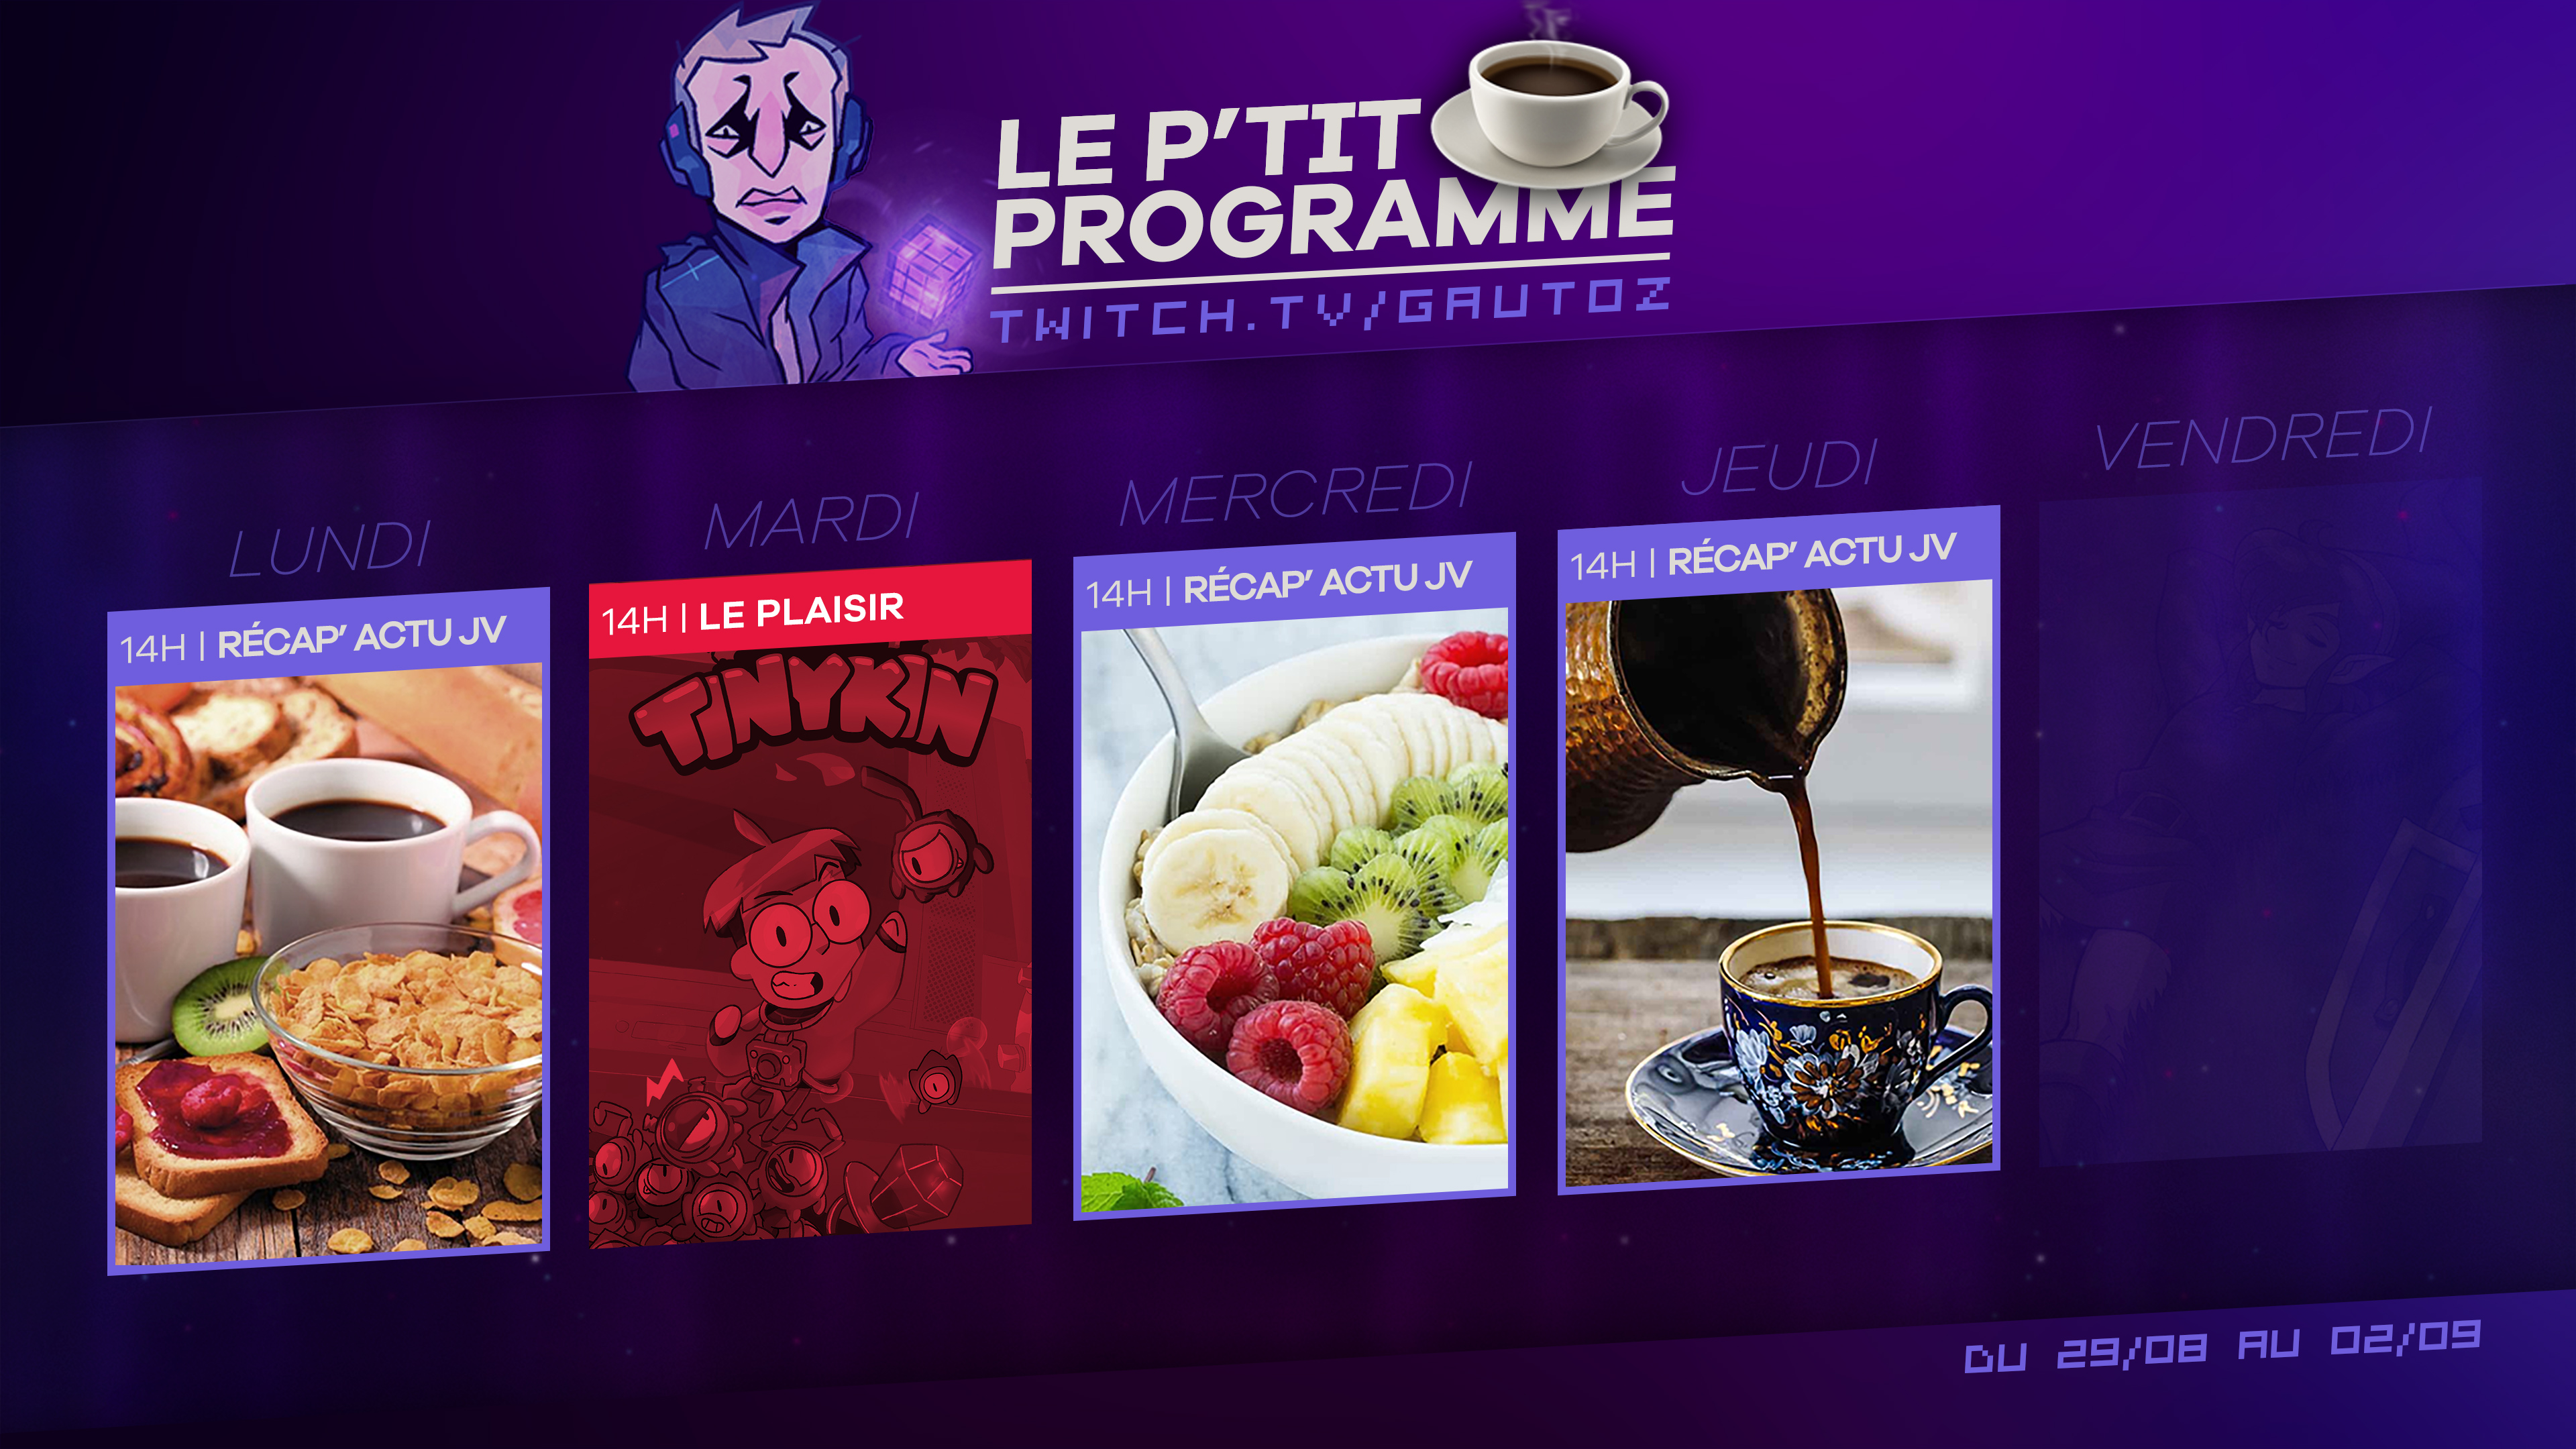 LE P'TIT
PROGRAMME
TWITCH.TV/GAUTOZ
LUNDI
14H | RÉCAP' ACTU JV
MARDI
14H | LE PLAISIR
TINYKIN
MERCREDI
14H | RÉCAP' ACTU JV
JEUDI
14H | RÉCAP' ACTU JV
VENDREDI
DU 29/08 AU 02/09